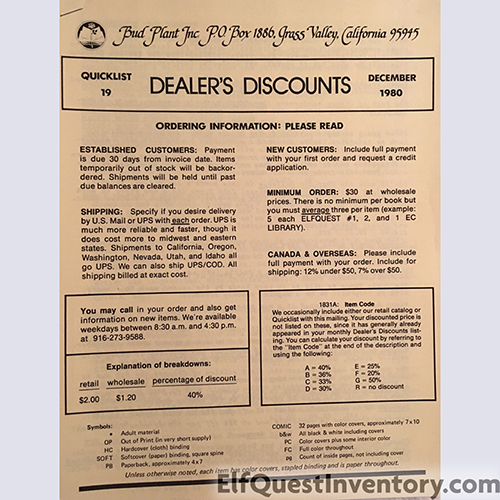 Bud Plant Inc. P.O. Box 1886, Grass Valley, California 95945
QUICKLIST
19
DEALER'S DISCOUNTS
DECEMBER
1980
ORDERING INFORMATION: PLEASE READ
ESTABLISHED CUSTOMERS: Payment
is due 30 days from invoice date. Items
temporarily out of stock will be backor-
dered. Shipments will be held until past
due balances are cleared.
SHIPPING: Specify if you desire delivery
by U.S. Mail or UPS with each order. UPS is
much more reliable and faster, though it
does cost more to midwest and eastern
states. Shipments to California, Oregon,
Washington, Nevada, Utah, and Idaho all
go UPS. We can also ship UPS/COD. All
shipping billed at exact cost.
NEW CUSTOMERS: Include full payment
with your first order and request a credit
application.
MINIMUM ORDER: $30 at wholesale
prices. There is no minimum per book but
you must average three per item (example:
5 each ELFQUEST #1, 2, and 1 EC
LIBRARY).
CANADA & OVERSEAS: Please include
full payment with your order. Include for
shipping: 12% under $50, 7% over $50.
You may call in your order and also get
information on new items. We're available
weekdays between 8:30 a.m. and 4:30 p.m.
at 916-273-9588.
Explanation of breakdowns:
retail wholesale percentage of discount
$2.00 $1.20 40%
1831A: Item Code
We occasionally include either our retail catalog or
Quicklist with this mailing. Your discounted price is
not listed on these, since it has generally already
appeared in your monthly Dealer's Discounts list-
ing. You can calculate your discount by referring to
the "Item Code" at the end of the description and
using the following:
A = 40% E = 25%
B = 36% F = 20%
C = 33% G = 50%
D = 30% R = no discount
Symbols:
* Adult material
OP Out of Print (in very short supply)
HC Hardcover (cloth) binding
SOFT Softcover (paper) binding, square spine
PB Paperback, approximately 4x7
COMIC 32 pages with color covers, approximately 7x10
b&w All black & white including covers
PC Color covers plus some interior color
FC Full color throughout
PP Count of inside pages, not including cover
Unless otherwise noted, each item has color covers, stapled binding and is paper throughout.
ElfQuestInventory.com